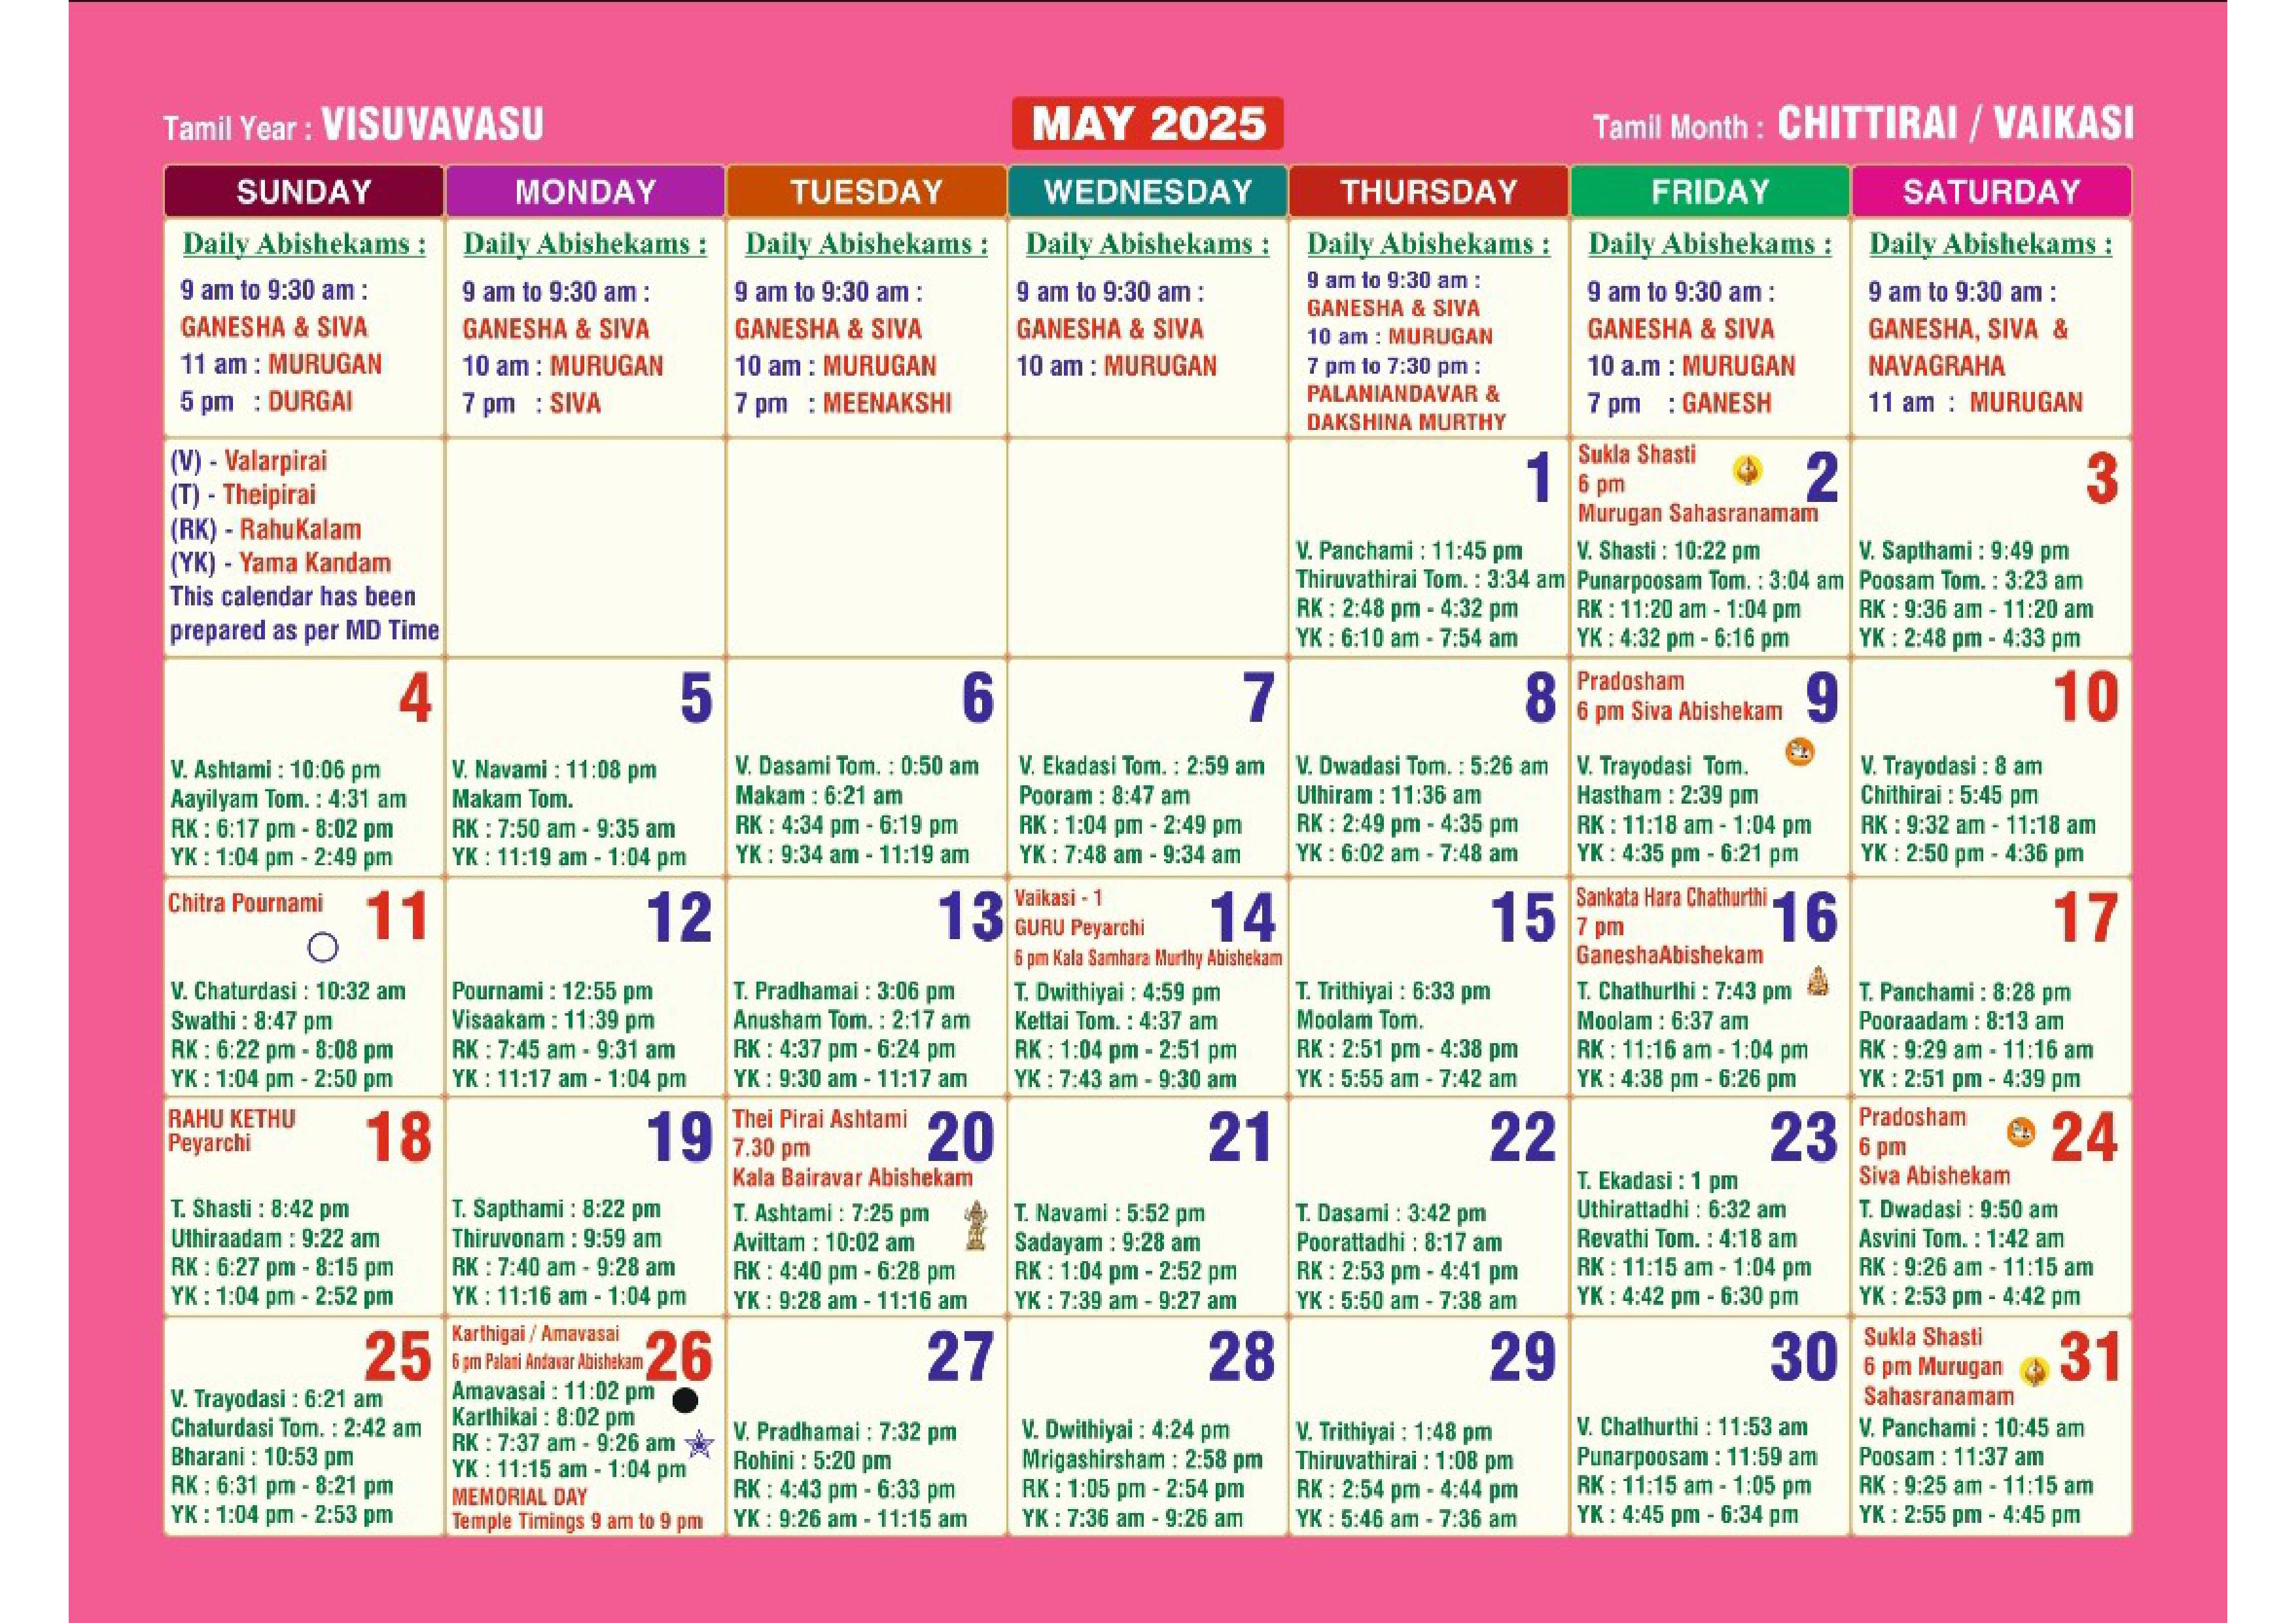 Tamil Year : VISUVAVASU
MAY 2025
Tamil Month : CHITTIRAI / VAIKASI
SUNDAY
MONDAY
TUESDAY
WEDNESDAY
THURSDAY
FRIDAY
SATURDAY
Daily Abishekams :
9 am to 9:30 am :
GANESHA & SIVA
11 am : MURUGAN
5 pm : DURGAI
Daily Abishekams :
9 am to 9:30 am :
GANESHA & SIVA
10 am : MURUGAN
7 pm : SIVA
Daily Abishekams :
9 am to 9:30 am :
GANESHA & SIVA
10 am : MURUGAN
7 pm : MEENAKSHI
Daily Abishekams :
9 am to 9:30 am :
GANESHA & SIVA
10 am : MURUGAN
Daily Abishekams :
9 am to 9:30 am :
GANESHA & SIVA
10 am : MURUGAN
7 pm to 7:30 pm :
PALANIANDAVAR &
DAKSHINA MURTHY
Daily Abishekams :
9 am to 9:30 am :
GANESHA & SIVA
10 a.m : MURUGAN
7 pm : GANESH
Daily Abishekams :
9 am to 9:30 am :
GANESHA, SIVA &
NAVAGRAHA
11 am : MURUGAN
(V) - Valarpirai
(T) - Theipirai
(RK) - RahuKalam
(YK) - Yama Kandam
This calendar has been
prepared as per MD Time
1
V. Panchami : 11:45 pm
Thiruvathirai Tom. : 3:34 am
RK : 2:48 pm - 4:32 pm
YK : 6:10 am - 7:54 am
Sukla Shasti
6 pm
2
Murugan Sahasranamam
V. Shasti : 10:22 pm
Punarpoosam Tom. : 3:04 am
RK : 11:20 am - 1:04 pm
YK : 4:32 pm - 6:16 pm
3
V. Sapthami : 9:49 pm
Poosam Tom. : 3:23 am
RK : 9:36 am - 11:20 am
YK : 2:48 pm - 4:33 pm
4
V. Ashtami : 10:06 pm
Aayilyam Tom. : 4:31 am
RK : 6:17 pm - 8:02 pm
YK : 1:04 pm - 2:49 pm
5
V. Navami : 11:08 pm
Makam Tom.
RK : 7:50 am - 9:35 am
YK : 11:19 am - 1:04 pm
6
V. Dasami Tom. : 0:50 am
Makam : 6:21 am
RK : 4:34 pm - 6:19 pm
YK : 9:34 am - 11:19 am
7
V. Ekadasi Tom. : 2:59 am
Pooram : 8:47 am
RK : 1:04 pm - 2:49 pm
YK : 7:48 am - 9:34 am
8
V. Dwadasi Tom. : 5:26 am
Uthiram : 11:36 am
RK : 2:49 pm - 4:35 pm
YK : 6:02 am - 7:48 am
Pradosham
6 pm Siva Abishekam
9
V. Trayodasi Tom.
Hastham : 2:39 pm
RK : 11:18 am - 1:04 pm
YK : 4:35 pm - 6:21 pm
10
V. Trayodasi : 8 am
Chithirai : 5:45 pm
RK : 9:32 am - 11:18 am
YK : 2:50 pm - 4:36 pm
Chitra Pournami
11
V. Chaturdasi : 10:32 am
Swathi : 8:47 pm
RK : 6:22 pm - 8:08 pm
YK : 1:04 pm - 2:50 pm
12
Pournami : 12:55 pm
Visaakam : 11:39 pm
RK : 7:45 am - 9:31 am
YK : 11:17 am - 1:04 pm
13
T. Pradhamai : 3:06 pm
Anusham Tom. : 2:17 am
RK : 4:37 pm - 6:24 pm
YK : 9:30 am - 11:17 am
Vaikasi - 1
GURU Peyarchi
14
6 pm Kala Samhara Murthy Abishekam
T. Dwithiyai : 4:59 pm
Kettai Tom. : 4:37 am
RK : 1:04 pm - 2:51 pm
YK : 7:43 am - 9:30 am
15
T. Trithiyai : 6:33 pm
Moolam Tom.
RK : 2:51 pm - 4:38 pm
YK : 5:55 am - 7:42 am
Sankata Hara Chathurthi
7 pm
16
GaneshaAbishekam
T. Chathurthi : 7:43 pm
Moolam : 6:37 am
RK : 11:16 am - 1:04 pm
YK : 4:38 pm - 6:26 pm
17
T. Panchami : 8:28 pm
Pooraadam : 8:13 am
RK : 9:29 am - 11:16 am
YK : 2:51 pm - 4:39 pm
RAHU KETHU
Peyarchi
18
T. Shasti : 8:42 pm
Uthiraadam : 9:22 am
RK : 6:27 pm - 8:15 pm
YK : 1:04 pm - 2:52 pm
19
T. Sapthami : 8:22 pm
Thiruvonam : 9:59 am
RK : 7:40 am - 9:28 am
YK : 11:16 am - 1:04 pm
Thei Pirai Ashtami
7.30 pm
20
Kala Bairavar Abishekam
T. Ashtami : 7:25 pm
Avittam : 10:02 am
RK : 4:40 pm - 6:28 pm
YK : 9:28 am - 11:16 am
21
T. Navami : 5:52 pm
Sadayam : 9:28 am
RK : 1:04 pm - 2:52 pm
YK : 7:39 am - 9:27 am
22
T. Dasami : 3:42 pm
Poorattadhi : 8:17 am
RK : 2:53 pm - 4:41 pm
YK : 5:50 am - 7:38 am
23
T. Ekadasi : 1 pm
Uthirattadhi : 6:32 am
Revathi Tom. : 4:18 am
RK : 11:15 am - 1:04 pm
YK : 4:42 pm - 6:30 pm
Pradosham
6 pm
24
Siva Abishekam
T. Dwadasi : 9:50 am
Asvini Tom. : 1:42 am
RK : 9:26 am - 11:15 am
YK : 2:53 pm - 4:42 pm
25
V. Trayodasi : 6:21 am
Chaturdasi Tom. : 2:42 am
Bharani : 10:53 pm
RK : 6:31 pm - 8:21 pm
YK : 1:04 pm - 2:53 pm
Karthigai / Amavasai
6 pm Palani Andavar Abishekam
26
Amavasai : 11:02 pm
Karthikai : 8:02 pm
RK : 7:37 am - 9:26 am
YK : 11:15 am - 1:04 pm
MEMORIAL DAY
Temple Timings 9 am to 9 pm
27
V. Pradhamai : 7:32 pm
Rohini : 5:20 pm
RK : 4:43 pm - 6:33 pm
YK : 9:26 am - 11:15 am
28
V. Dwithiyai : 4:24 pm
Mrigashirsham : 2:58 pm
RK : 1:05 pm - 2:54 pm
YK : 7:36 am - 9:26 am
29
V. Trithiyai : 1:48 pm
Thiruvathirai : 1:08 pm
RK : 2:54 pm - 4:44 pm
YK : 5:46 am - 7:36 am
30
V. Chathurthi : 11:53 am
Punarpoosam : 11:59 am
RK : 11:15 am - 1:05 pm
YK : 4:45 pm - 6:34 pm
Sukla Shasti
6 pm Murugan
31
Sahasranamam
V. Panchami : 10:45 am
Poosam : 11:37 am
RK : 9:25 am - 11:15 am
YK : 2:55 pm - 4:45 pm